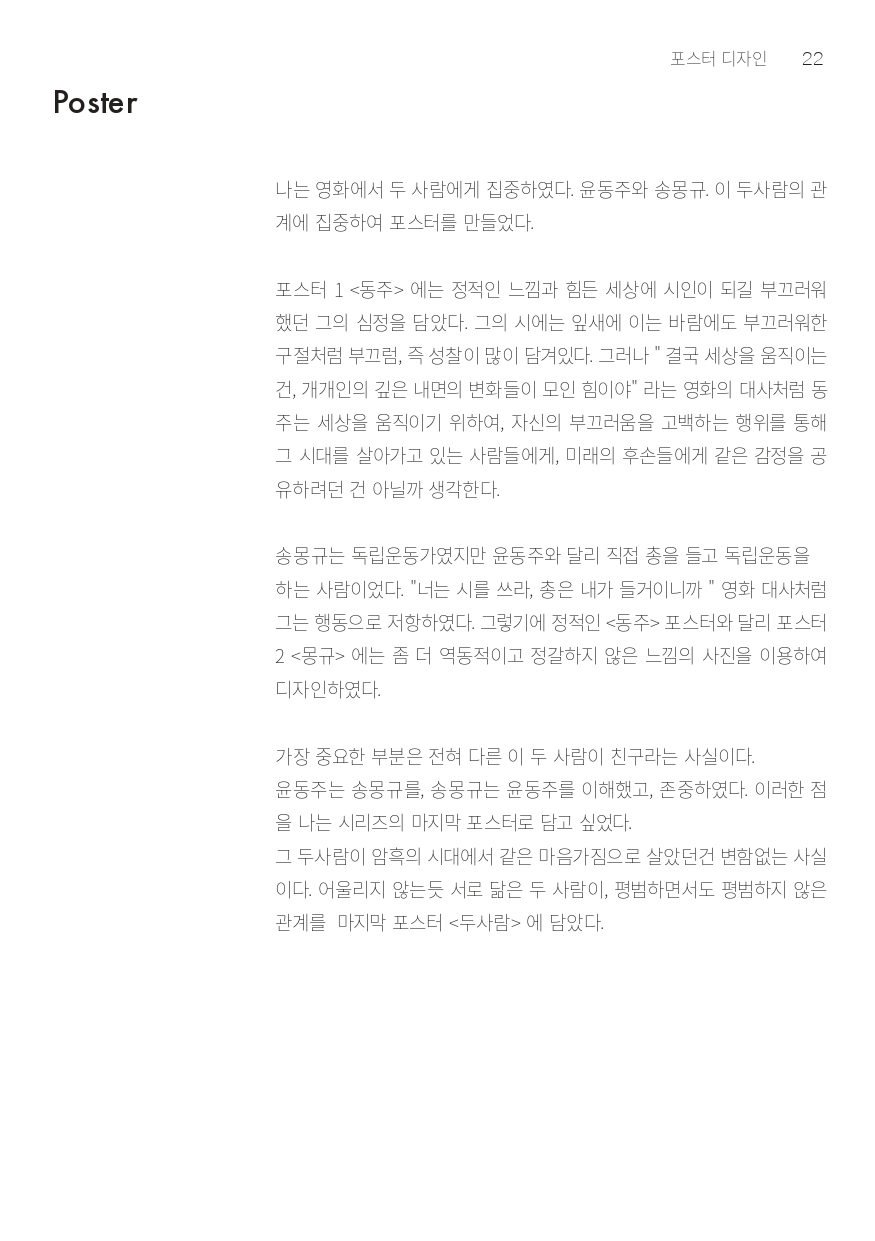 포스터 디자인 22
Poster
나는 영화에서 두 사람에게 집중하였다. 윤동주와 송몽규. 이 두사람의 관
계에 집중하여 포스터를 만들었다.
포스터 1 <동주> 에는 정적인 느낌과 힘든 세상에 시인이 되길 부끄러워
했던 그의 심정을 담았다. 그의 시에는 잎새에 이는 바람에도 부끄러워한
구절처럼 부끄럼, 즉 성찰이 많이 담겨있다. 그러나 " 결국 세상을 움직이는
건, 개개인의 깊은 내면의 변화들이 모인 힘이야" 라는 영화의 대사처럼 동
주는 세상을 움직이기 위하여, 자신의 부끄러움을 고백하는 행위를 통해
그 시대를 살아가고 있는 사람들에게, 미래의 후손들에게 같은 감정을 공
유하려던 건 아닐까 생각한다.
송몽규는 독립운동가였지만 윤동주와 달리 직접 총을 들고 독립운동을
하는 사람이었다. "너는 시를 쓰라, 총은 내가 들거이니까 " 영화 대사처럼
그는 행동으로 저항하였다. 그렇기에 정적인 <동주> 포스터와 달리 포스터
2 <몽규> 에는 좀 더 역동적이고 정갈하지 않은 느낌의 사진을 이용하여
디자인하였다.
가장 중요한 부분은 전혀 다른 이 두 사람이 친구라는 사실이다.
윤동주는 송몽규를, 송몽규는 윤동주를 이해했고, 존중하였다. 이러한 점
을 나는 시리즈의 마지막 포스터로 담고 싶었다.
그 두사람이 암흑의 시대에서 같은 마음가짐으로 살았던건 변함없는 사실
이다. 어울리지 않는듯 서로 닮은 두 사람이, 평범하면서도 평범하지 않은
관계를  마지막 포스터 <두사람> 에 담았다.